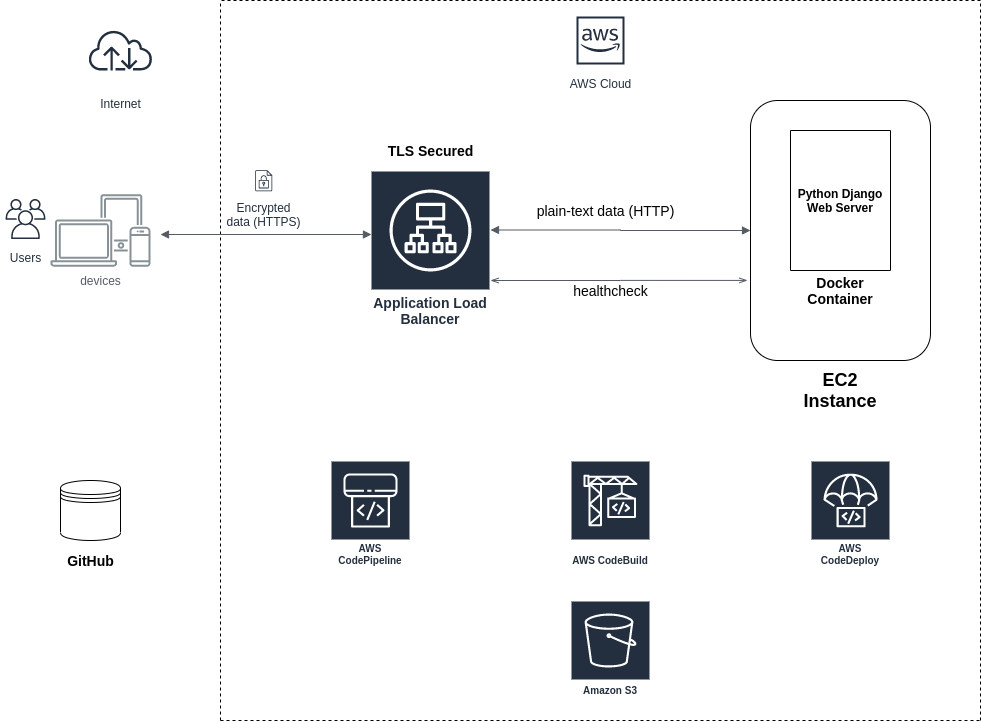 aws
AWS Cloud
Internet
TLS Secured
Encrypted
data (HTTPS)
plain-text data (HTTP)
Python Django
Web Server
Users
devices
healthcheck
Docker
Container
Application Load
Balancer
EC2
Instance
GitHub
AWS
CodePipeline
AWS CodeBuild
AWS
CodeDeploy
Amazon S3